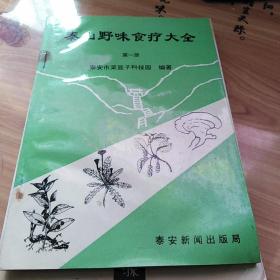 泰山野味食疗大全
第一册
泰安市菜篮子科技园 编著
泰安新闻出版局